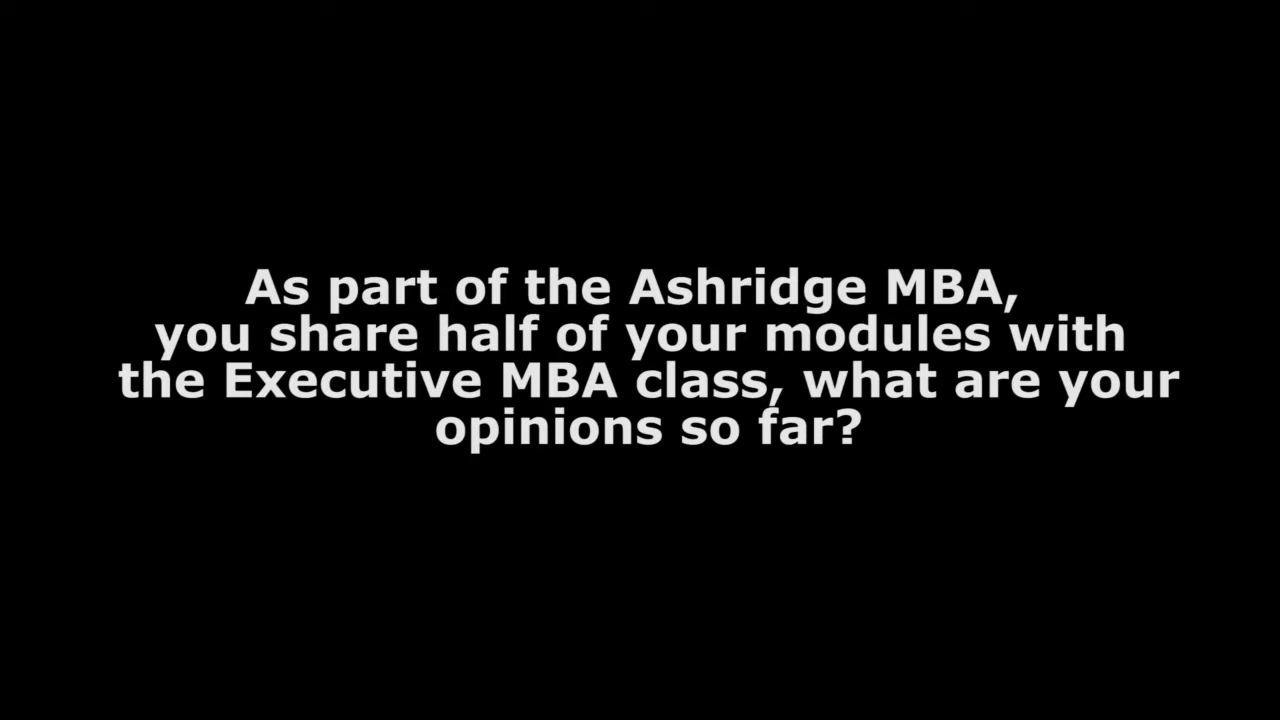 As part of the Ashridge MBA,
you share half of your modules with
the Executive MBA class, what are your
opinions so far?